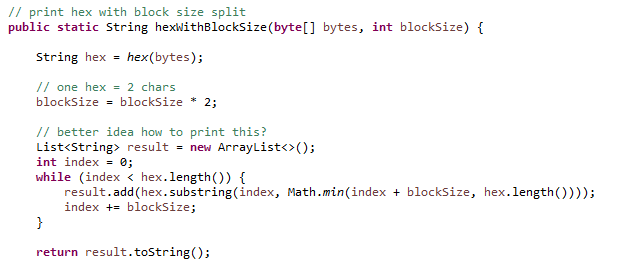 // print hex with block size split
public static String hexWithBlockSize(byte[] bytes, int blockSize) {
String hex = hex(bytes);
// one hex = 2 chars
blockSize = blockSize * 2;
// better idea how to print this?
List<String> result = new ArrayList<>();
int index = 0;
while (index < hex.length()) {
result.add(hex.substring(index, Math.min(index + blockSize, hex.length())));
index += blockSize;
}
return result.toString();